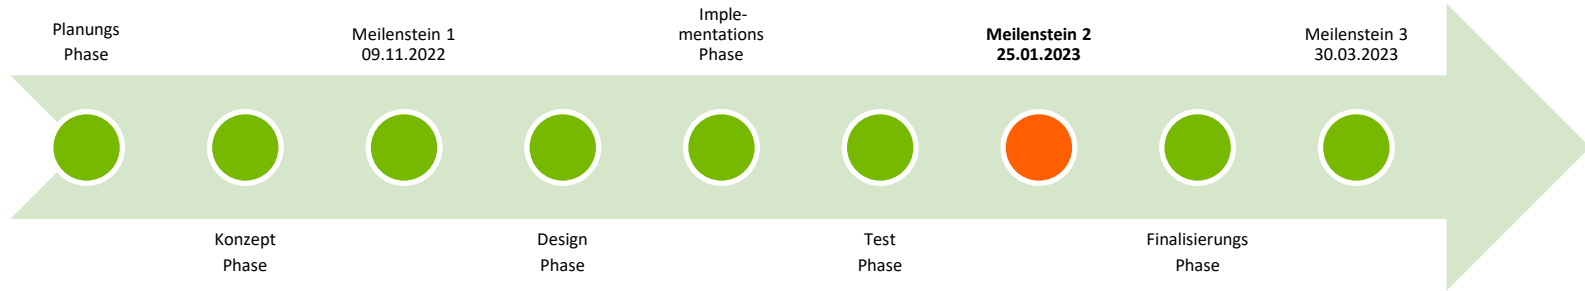 Planungs
Phase
Konzept
Phase
Meilenstein 1
09.11.2022
Design
Phase
Imple-
mentations
Phase
Test
Phase
Meilenstein 2
25.01.2023
Finalisierungs
Phase
Meilenstein 3
30.03.2023